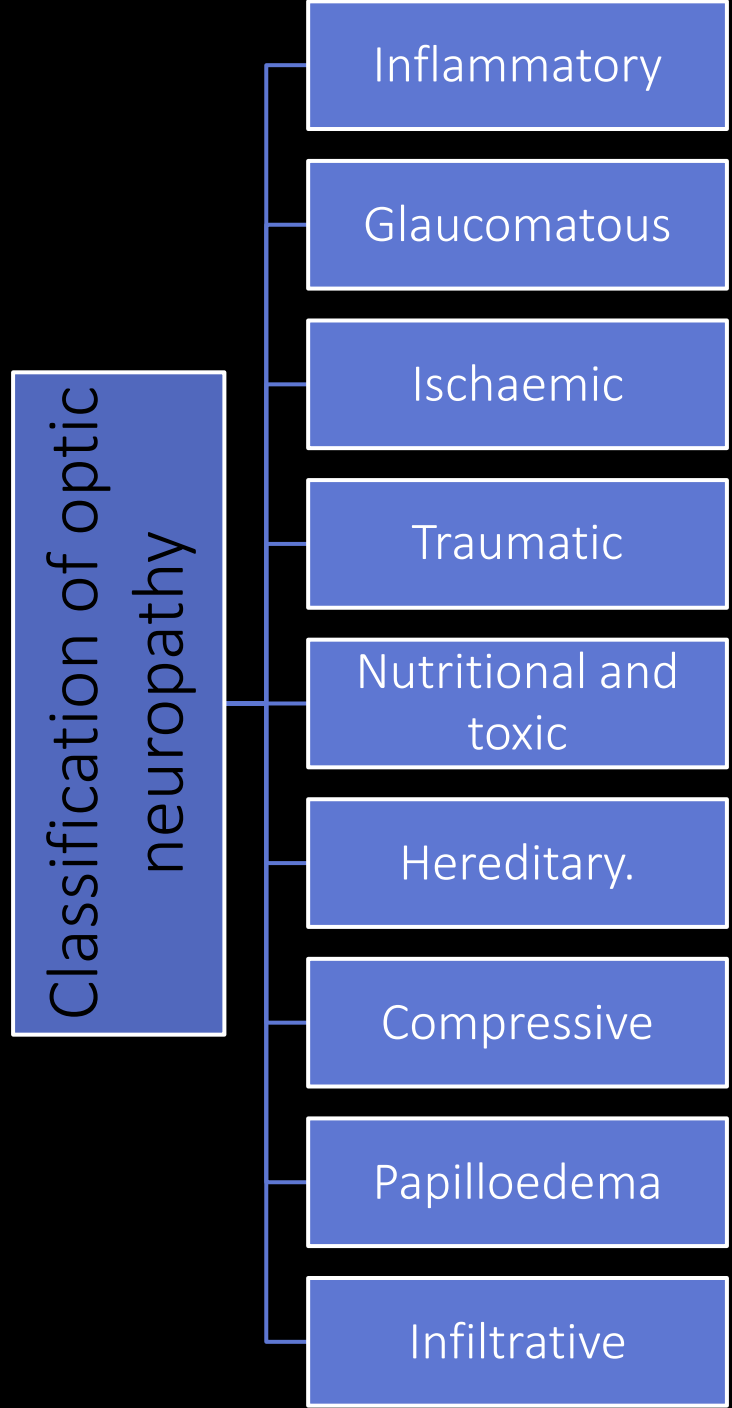 Classification of optic
neuropathy
Inflammatory
Glaucomatous
Ischaemic
Traumatic
Nutritional and
toxic
Hereditary.
Compressive
Papilloedema
Infiltrative